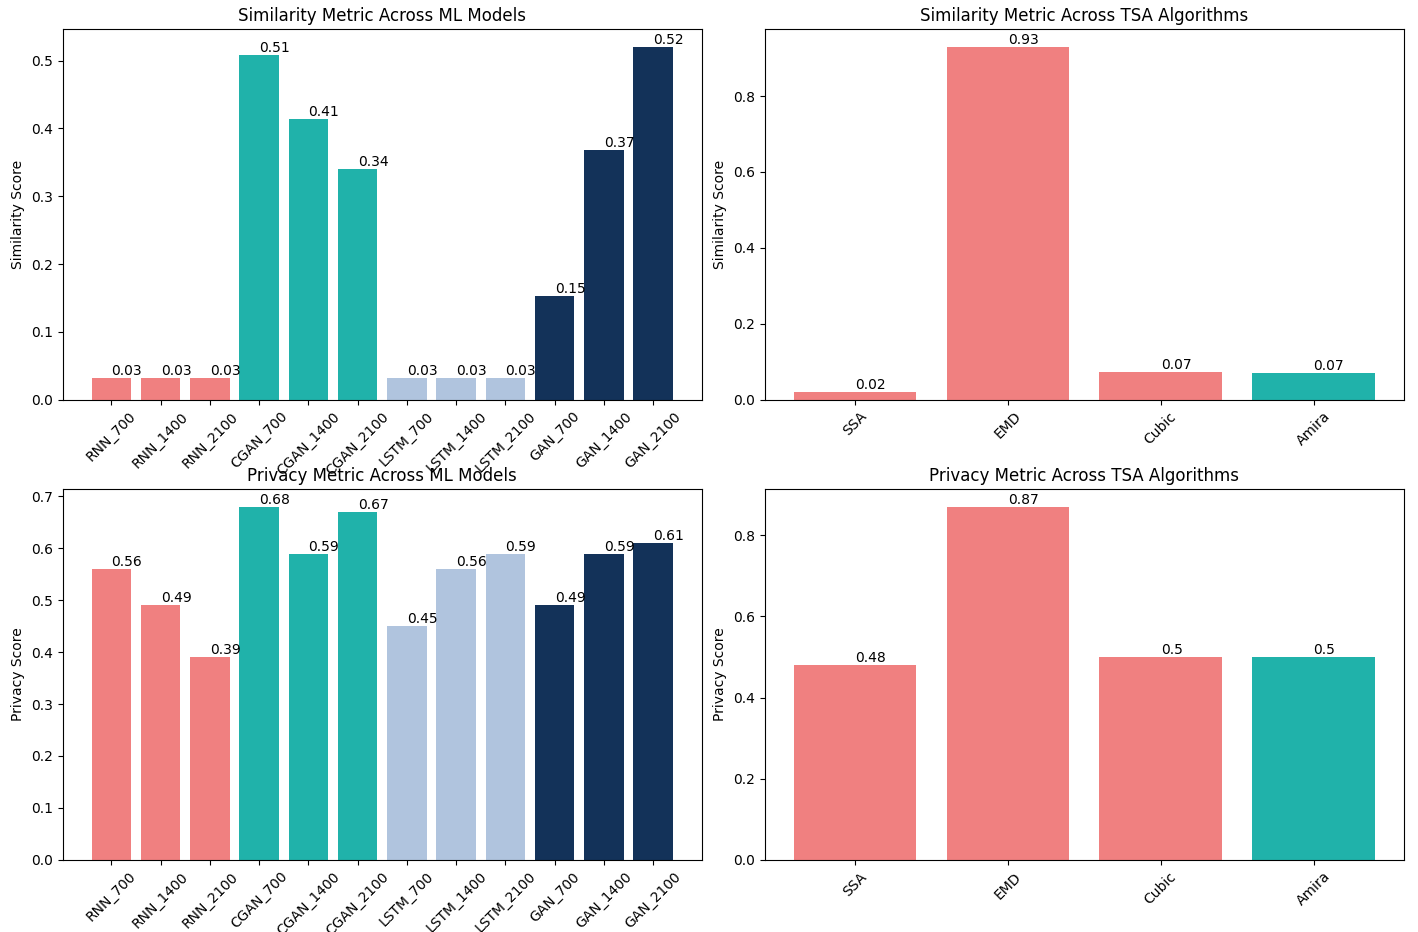 Similarity Metric Across ML Models
Similarity Score
0.5
0.4
0.3
0.2
0.1
0.0
0.03
0.03
0.03
0.51
0.41
0.34
0.03
0.03
0.03
0.15
0.37
0.52
RNN_700
RNN_1400
RNN_2100
CGAN_700
CGAN_1400
CGAN_2100
LSTM_700
LSTM_1400
LSTM_2100
GAN_700
GAN_1400
GAN_2100
Similarity Metric Across TSA Algorithms
Similarity Score
0.8
0.6
0.4
0.2
0.0
0.02
0.93
0.07
0.07
SSA
EMD
Cubic
Amira
Privacy Metric Across ML Models
Privacy Score
0.7
0.6
0.5
0.4
0.3
0.2
0.1
0.0
0.56
0.49
0.39
0.68
0.59
0.67
0.45
0.56
0.59
0.49
0.59
0.61
RNN_700
RNN_1400
RNN_2100
CGAN_700
CGAN_1400
CGAN_2100
LSTM_700
LSTM_1400
LSTM_2100
GAN_700
GAN_1400
GAN_2100
Privacy Metric Across TSA Algorithms
Privacy Score
0.8
0.6
0.4
0.2
0.0
0.48
0.87
0.5
0.5
SSA
EMD
Cubic
Amira